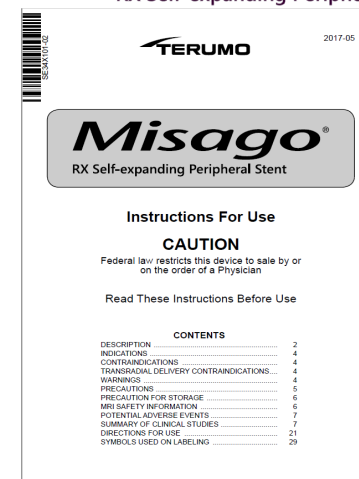 2017-05
SE34X101-02
TERUMO
Misago®
RX Self-expanding Peripheral Stent
Instructions For Use
CAUTION
Federal law restricts this device to sale by or
on the order of a Physician
Read These Instructions Before Use
CONTENTS
DESCRIPTION ........ 2
INDICATIONS ........ 4
CONTRAINDICATIONS ........ 4
TRANSRADIAL DELIVERY CONTRAINDICATIONS.... 4
WARNINGS ........ 4
PRECAUTIONS ........ 5
PRECAUTION FOR STORAGE ........ 6
MRI SAFETY INFORMATION ........ 6
POTENTIAL ADVERSE EVENTS ........ 7
SUMMARY OF CLINICAL STUDIES ........ 7
DIRECTIONS FOR USE ........ 21
SYMBOLS USED ON LABELING ........ 29